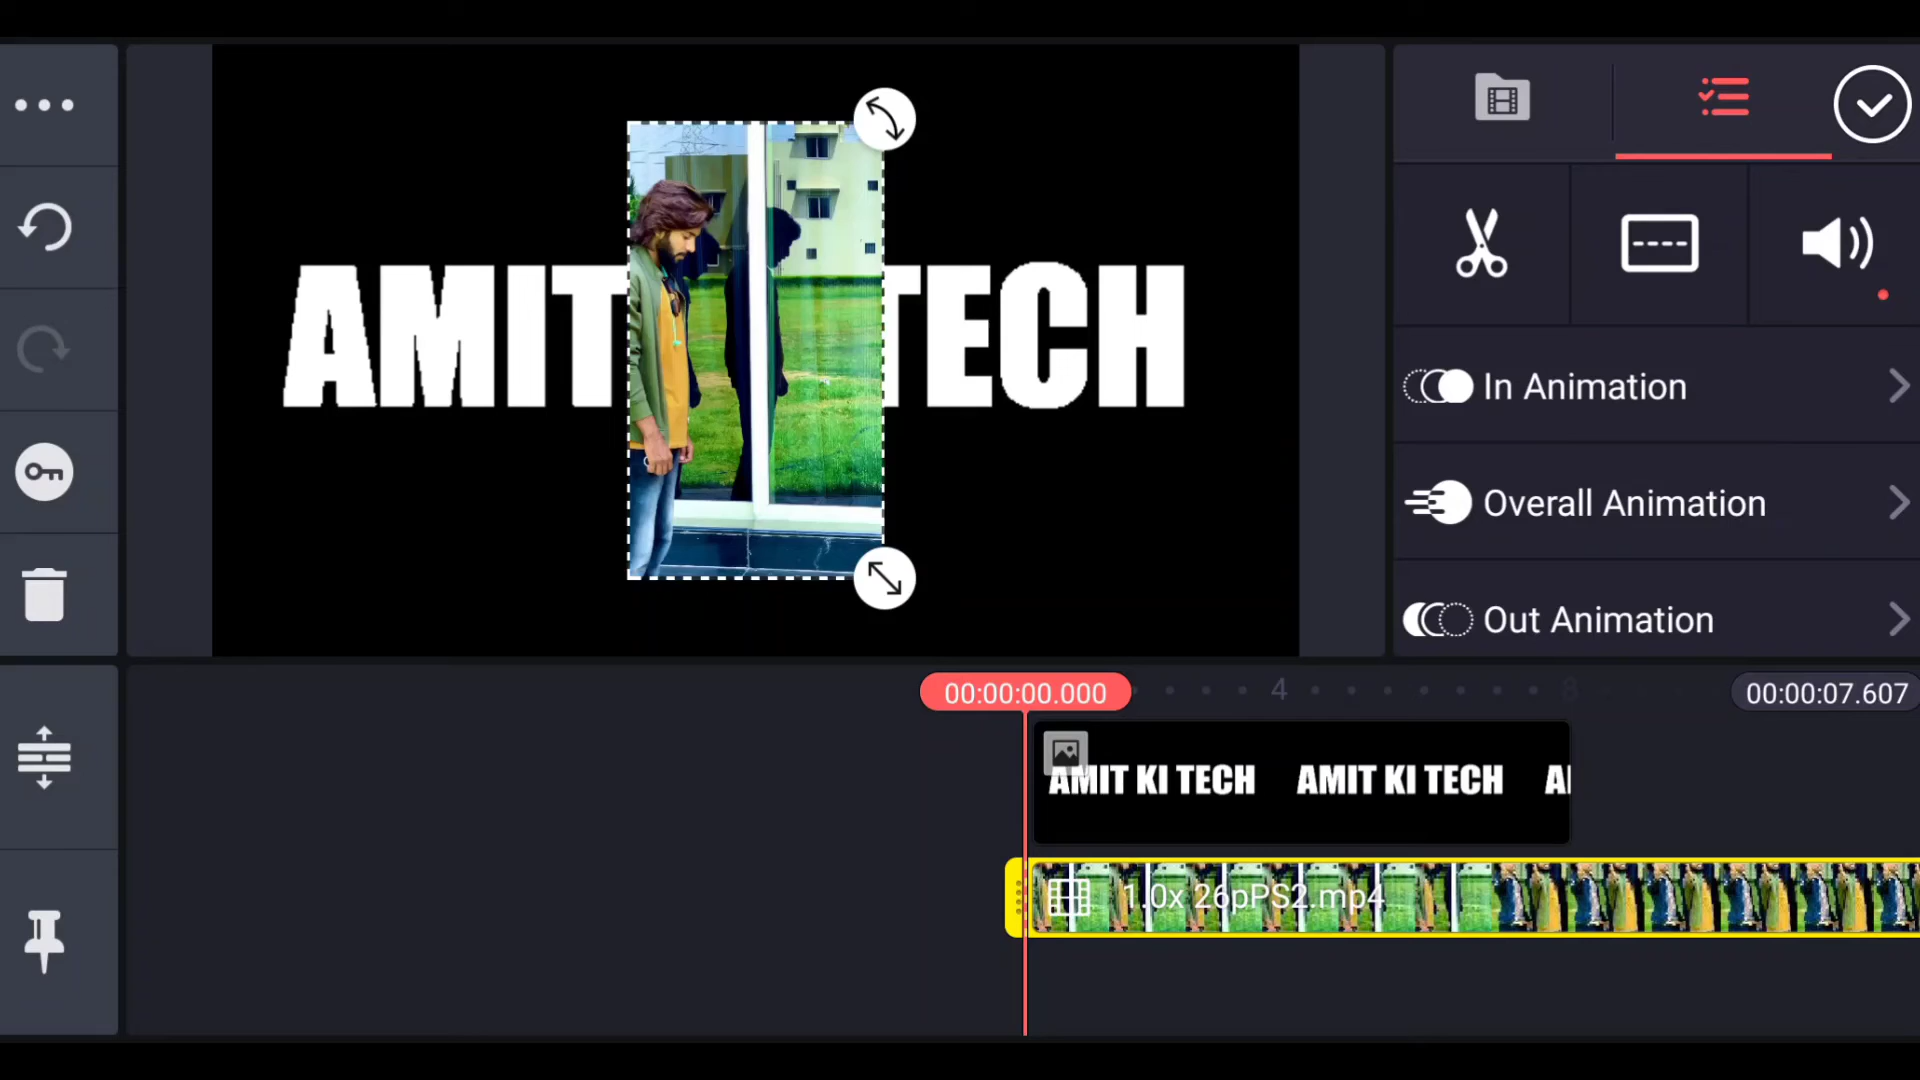 AMIT TECH
In Animation
Overall Animation
Out Animation
00:00:00.000
4
8
00:00:07.607
AMIT KI TECH AMIT KI TECH A
1.0x 26pPS2.mp4